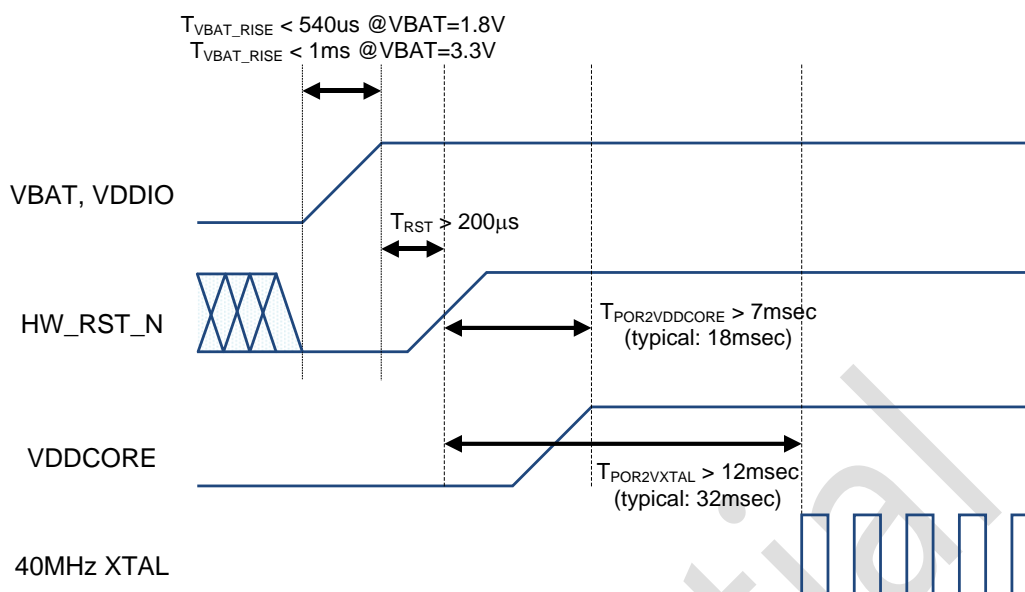 TVBAT_RISE < 540us @VBAT=1.8V
TVBAT_RISE < 1ms @VBAT=3.3V
VBAT, VDDIO
TRST > 200µs
HW_RST_N
TPOR2VDDCORE > 7msec
(typical: 18msec)
VDDCORE
TPOR2VXTAL > 12msec
(typical: 32msec)
40MHz XTAL
tial